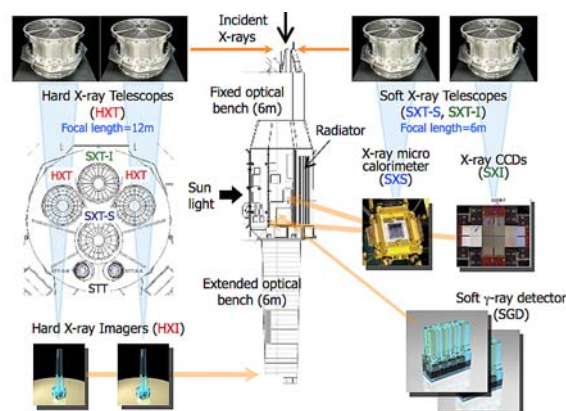 Incident
X-rays
Hard X-ray Telescopes
(HXT)
Focal length=12m
Fixed optical
bench (6m)
Soft X-ray Telescopes
(SXT-S, SXT-I)
Focal length=6m
Radiator
SXT-I
HXT
HXT
SXT-S
STT
Sun
light
X-ray micro
calorimeter
(SXS)
X-ray CCDs
(SXI)
Extended optical
bench (6m)
Hard X-ray Imagers (HXI)
Soft γ-ray detector
(SGD)